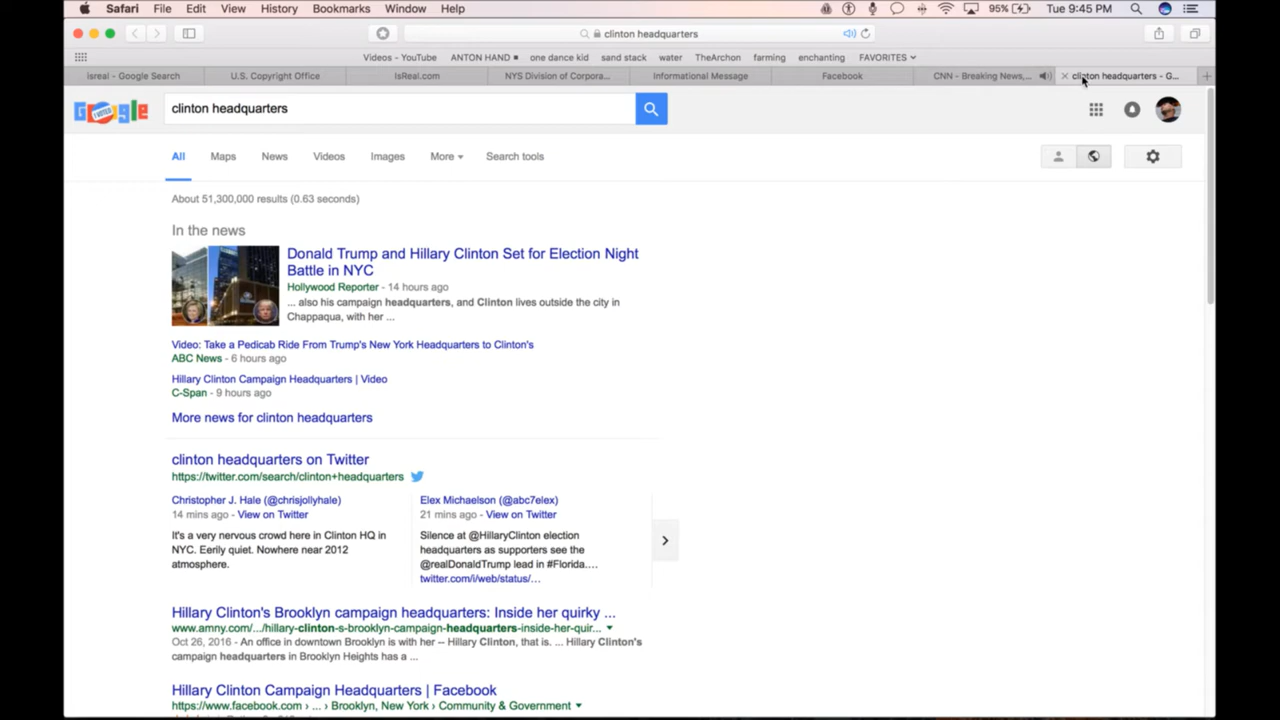 Safari File Edit View History Bookmarks Window Help 95% Tue 9:45 PM
clinton headquarters
Videos - YouTube ANTON HAND one dance kid sand stack water TheArchon farming enchanting FAVORITES
isreal - Google Search U.S. Copyright Office IsReal.com NYS Division of Corpora... Informational Message Facebook CNN - Breaking News,... clinton headquarters - G...
Google I VOTED clinton headquarters
All Maps News Videos Images More Search tools
About 51,300,000 results (0.63 seconds)
In the news
Donald Trump and Hillary Clinton Set for Election Night
Battle in NYC
Hollywood Reporter - 14 hours ago
... also his campaign headquarters, and Clinton lives outside the city in
Chappaqua, with her ...
Video: Take a Pedicab Ride From Trump's New York Headquarters to Clinton's
ABC News - 6 hours ago
Hillary Clinton Campaign Headquarters | Video
C-Span - 9 hours ago
More news for clinton headquarters
clinton headquarters on Twitter
https://twitter.com/search/clinton+headquarters
Christopher J. Hale (@chrisjollyhale)
14 mins ago - View on Twitter
It's a very nervous crowd here in Clinton HQ in
NYC. Eerily quiet. Nowhere near 2012
atmosphere.
Elex Michaelson (@abc7elex)
21 mins ago - View on Twitter
Silence at @HillaryClinton election
headquarters as supporters see the
@realDonaldTrump lead in #Florida....
twitter.com/i/web/status/...
Hillary Clinton's Brooklyn campaign headquarters: Inside her quirky ...
www.amny.com/.../hillary-clinton-s-brooklyn-campaign-headquarters-inside-her-quir...
Oct 26, 2016 - An office in downtown Brooklyn is with her -- Hillary Clinton, that is. ... Hillary Clinton's
campaign headquarters in Brooklyn Heights has a ...
Hillary Clinton Campaign Headquarters | Facebook
https://www.facebook.com › ... › Brooklyn, New York › Community & Government